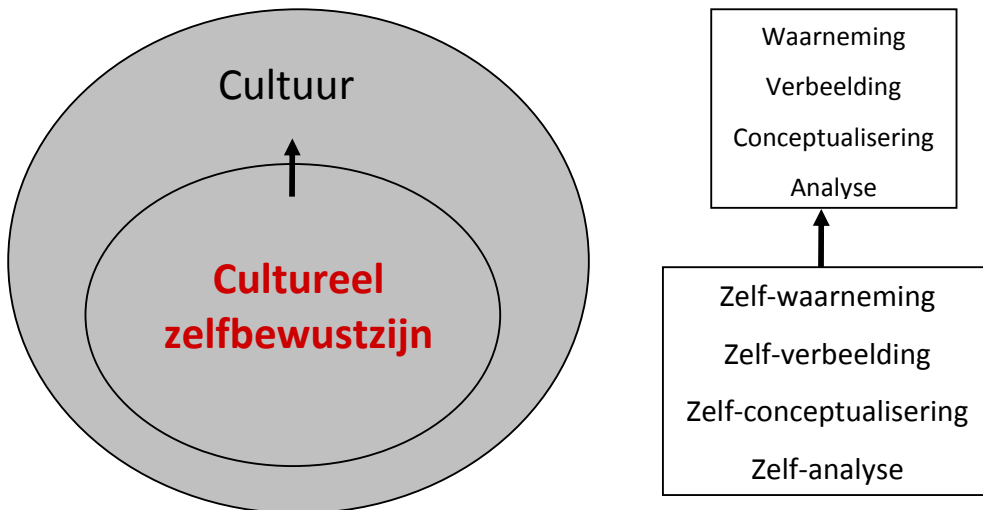 Cultuur
Cultureel
zelfbewustzijn
Waarneming
Verbeelding
Conceptualisering
Analyse
Zelf-waarneming
Zelf-verbeelding
Zelf-conceptualisering
Zelf-analyse